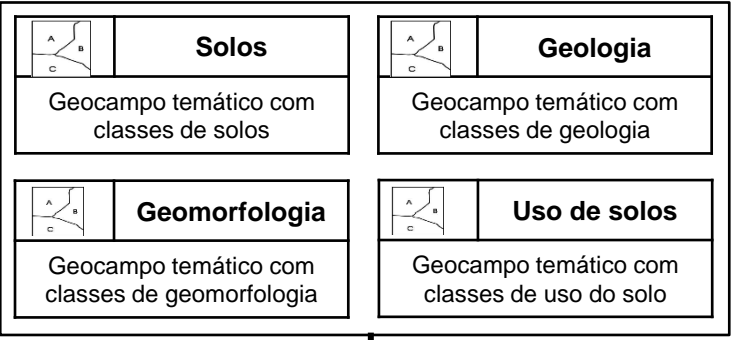 A
B
C
Solos
Geocampo temático com
classes de solos
A
B
C
Geologia
Geocampo temático com
classes de geologia
A
B
C
Geomorfologia
Geocampo temático com
classes de geomorfologia
A
B
C
Uso de solos
Geocampo temático com
classes de uso do solo